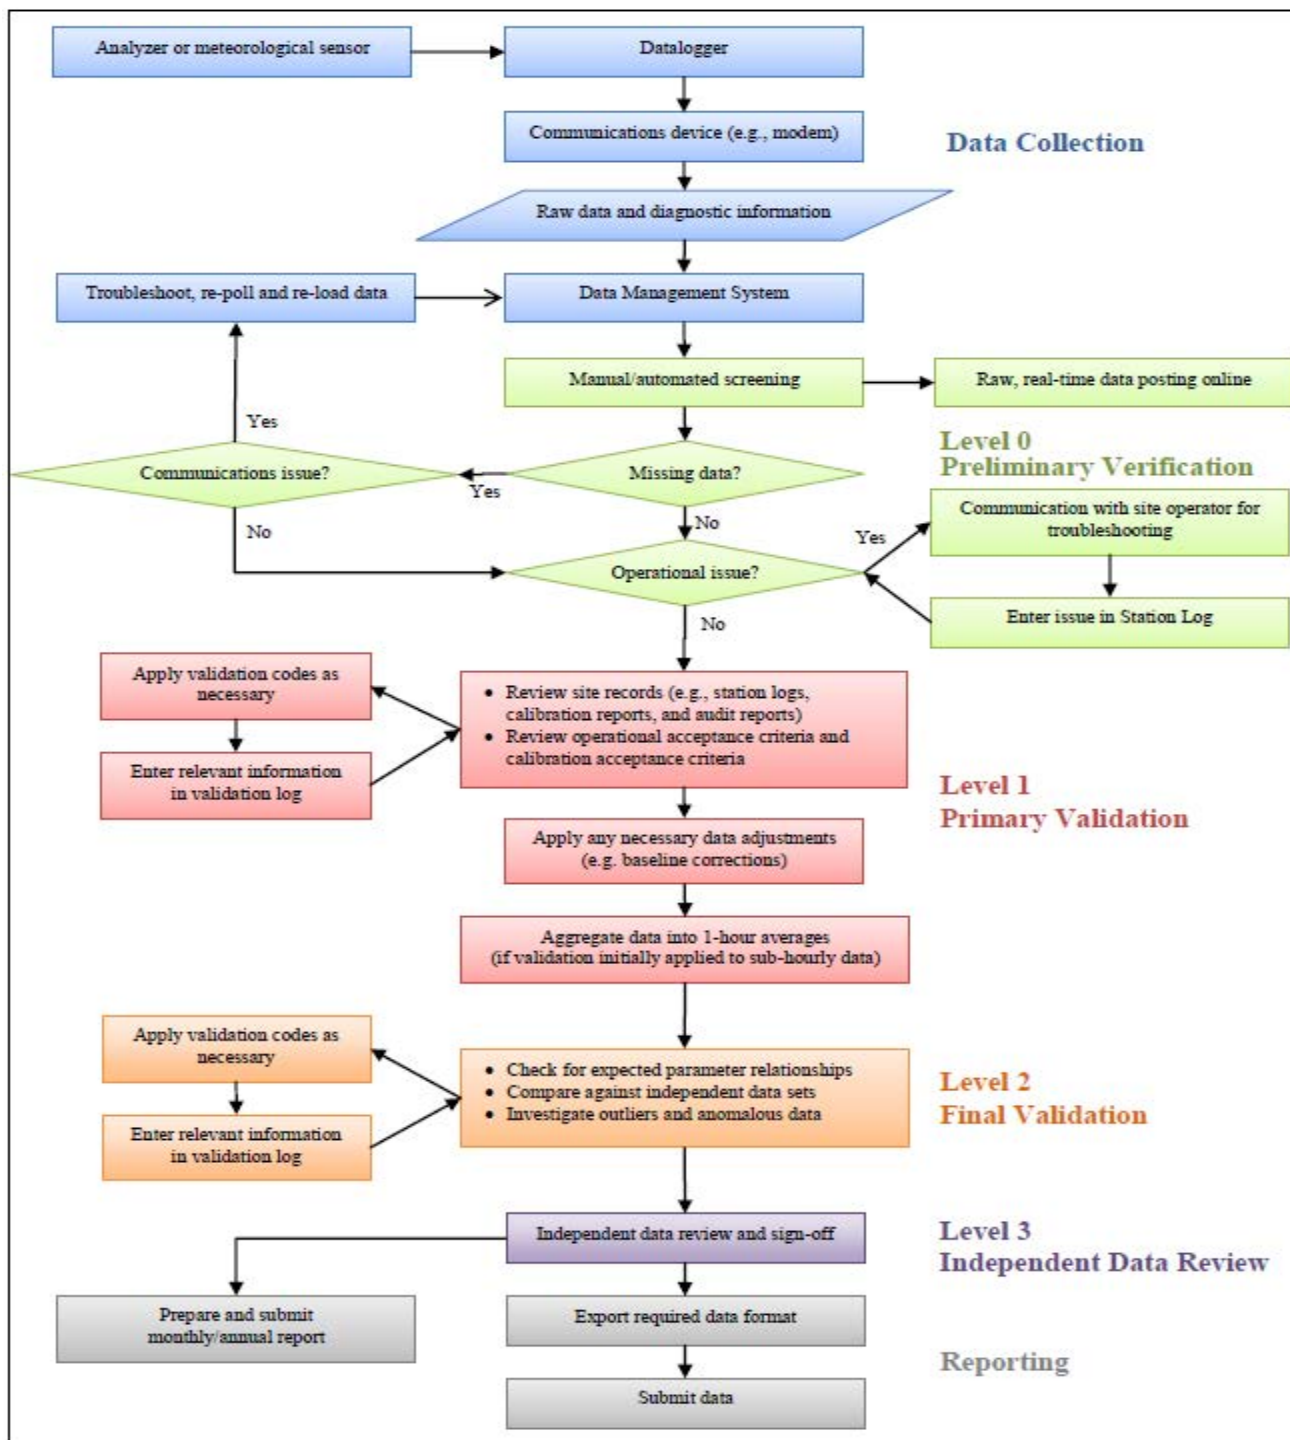 Analyzer or meteorological sensor
Datalogger
Communications device (e.g., modem)
Data Collection
Raw data and diagnostic information
Troubleshoot, re-poll and re-load data
Data Management System
Manual/automated screening
Raw, real-time data posting online
Yes
Level 0
Preliminary Verification
Communications issue?
Missing data?
Yes
Communication with site operator for
troubleshooting
No
No
Yes
Operational issue?
Enter issue in Station Log
No
Apply validation codes as
necessary
Enter relevant information
in validation log
• Review site records (e.g., station logs,
calibration reports, and audit reports)
• Review operational acceptance criteria and
calibration acceptance criteria
Level 1
Primary Validation
Apply any necessary data adjustments
(e.g. baseline corrections)
Aggregate data into 1-hour averages
(if validation initially applied to sub-hourly data)
Apply validation codes as
necessary
Enter relevant information
in validation log
• Check for expected parameter relationships
• Compare against independent data sets
• Investigate outliers and anomalous data
Level 2
Final Validation
Independent data review and sign-off
Level 3
Independent Data Review
Prepare and submit
monthly/annual report
Export required data format
Reporting
Submit data